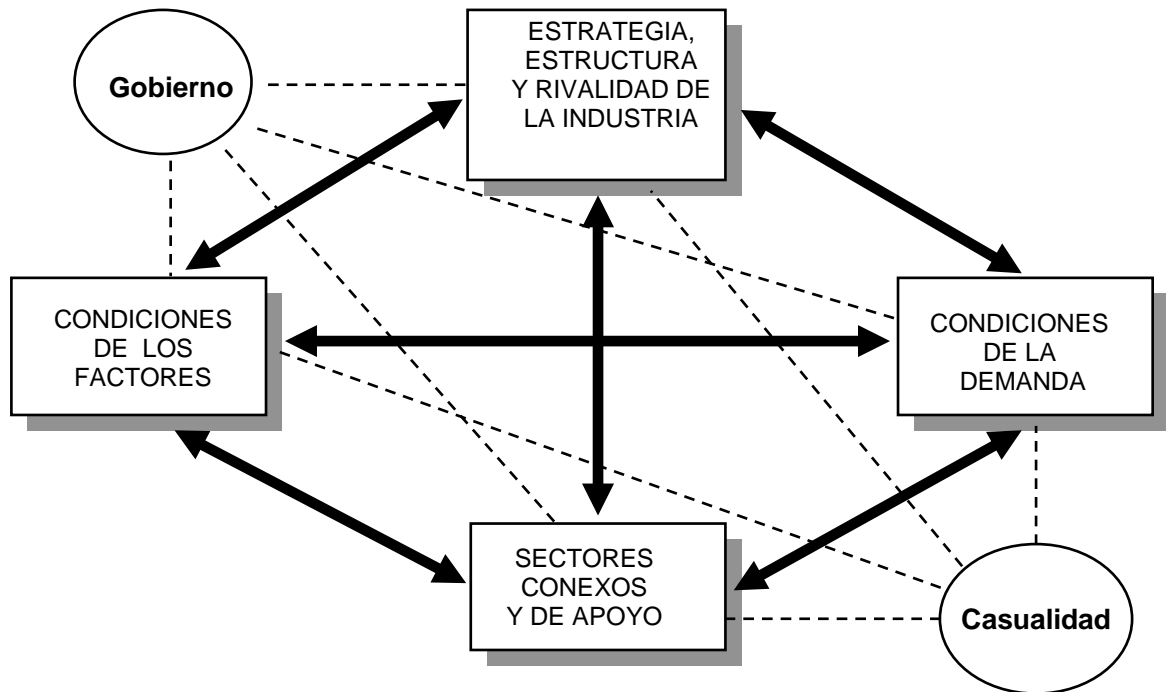 ESTRATEGIA,
ESTRUCTURA
Y RIVALIDAD DE
LA INDUSTRIA
Gobierno
CONDICIONES
DE LOS
FACTORES
CONDICIONES
DE LA
DEMANDA
SECTORES
CONEXOS
Y DE APOYO
Casualidad